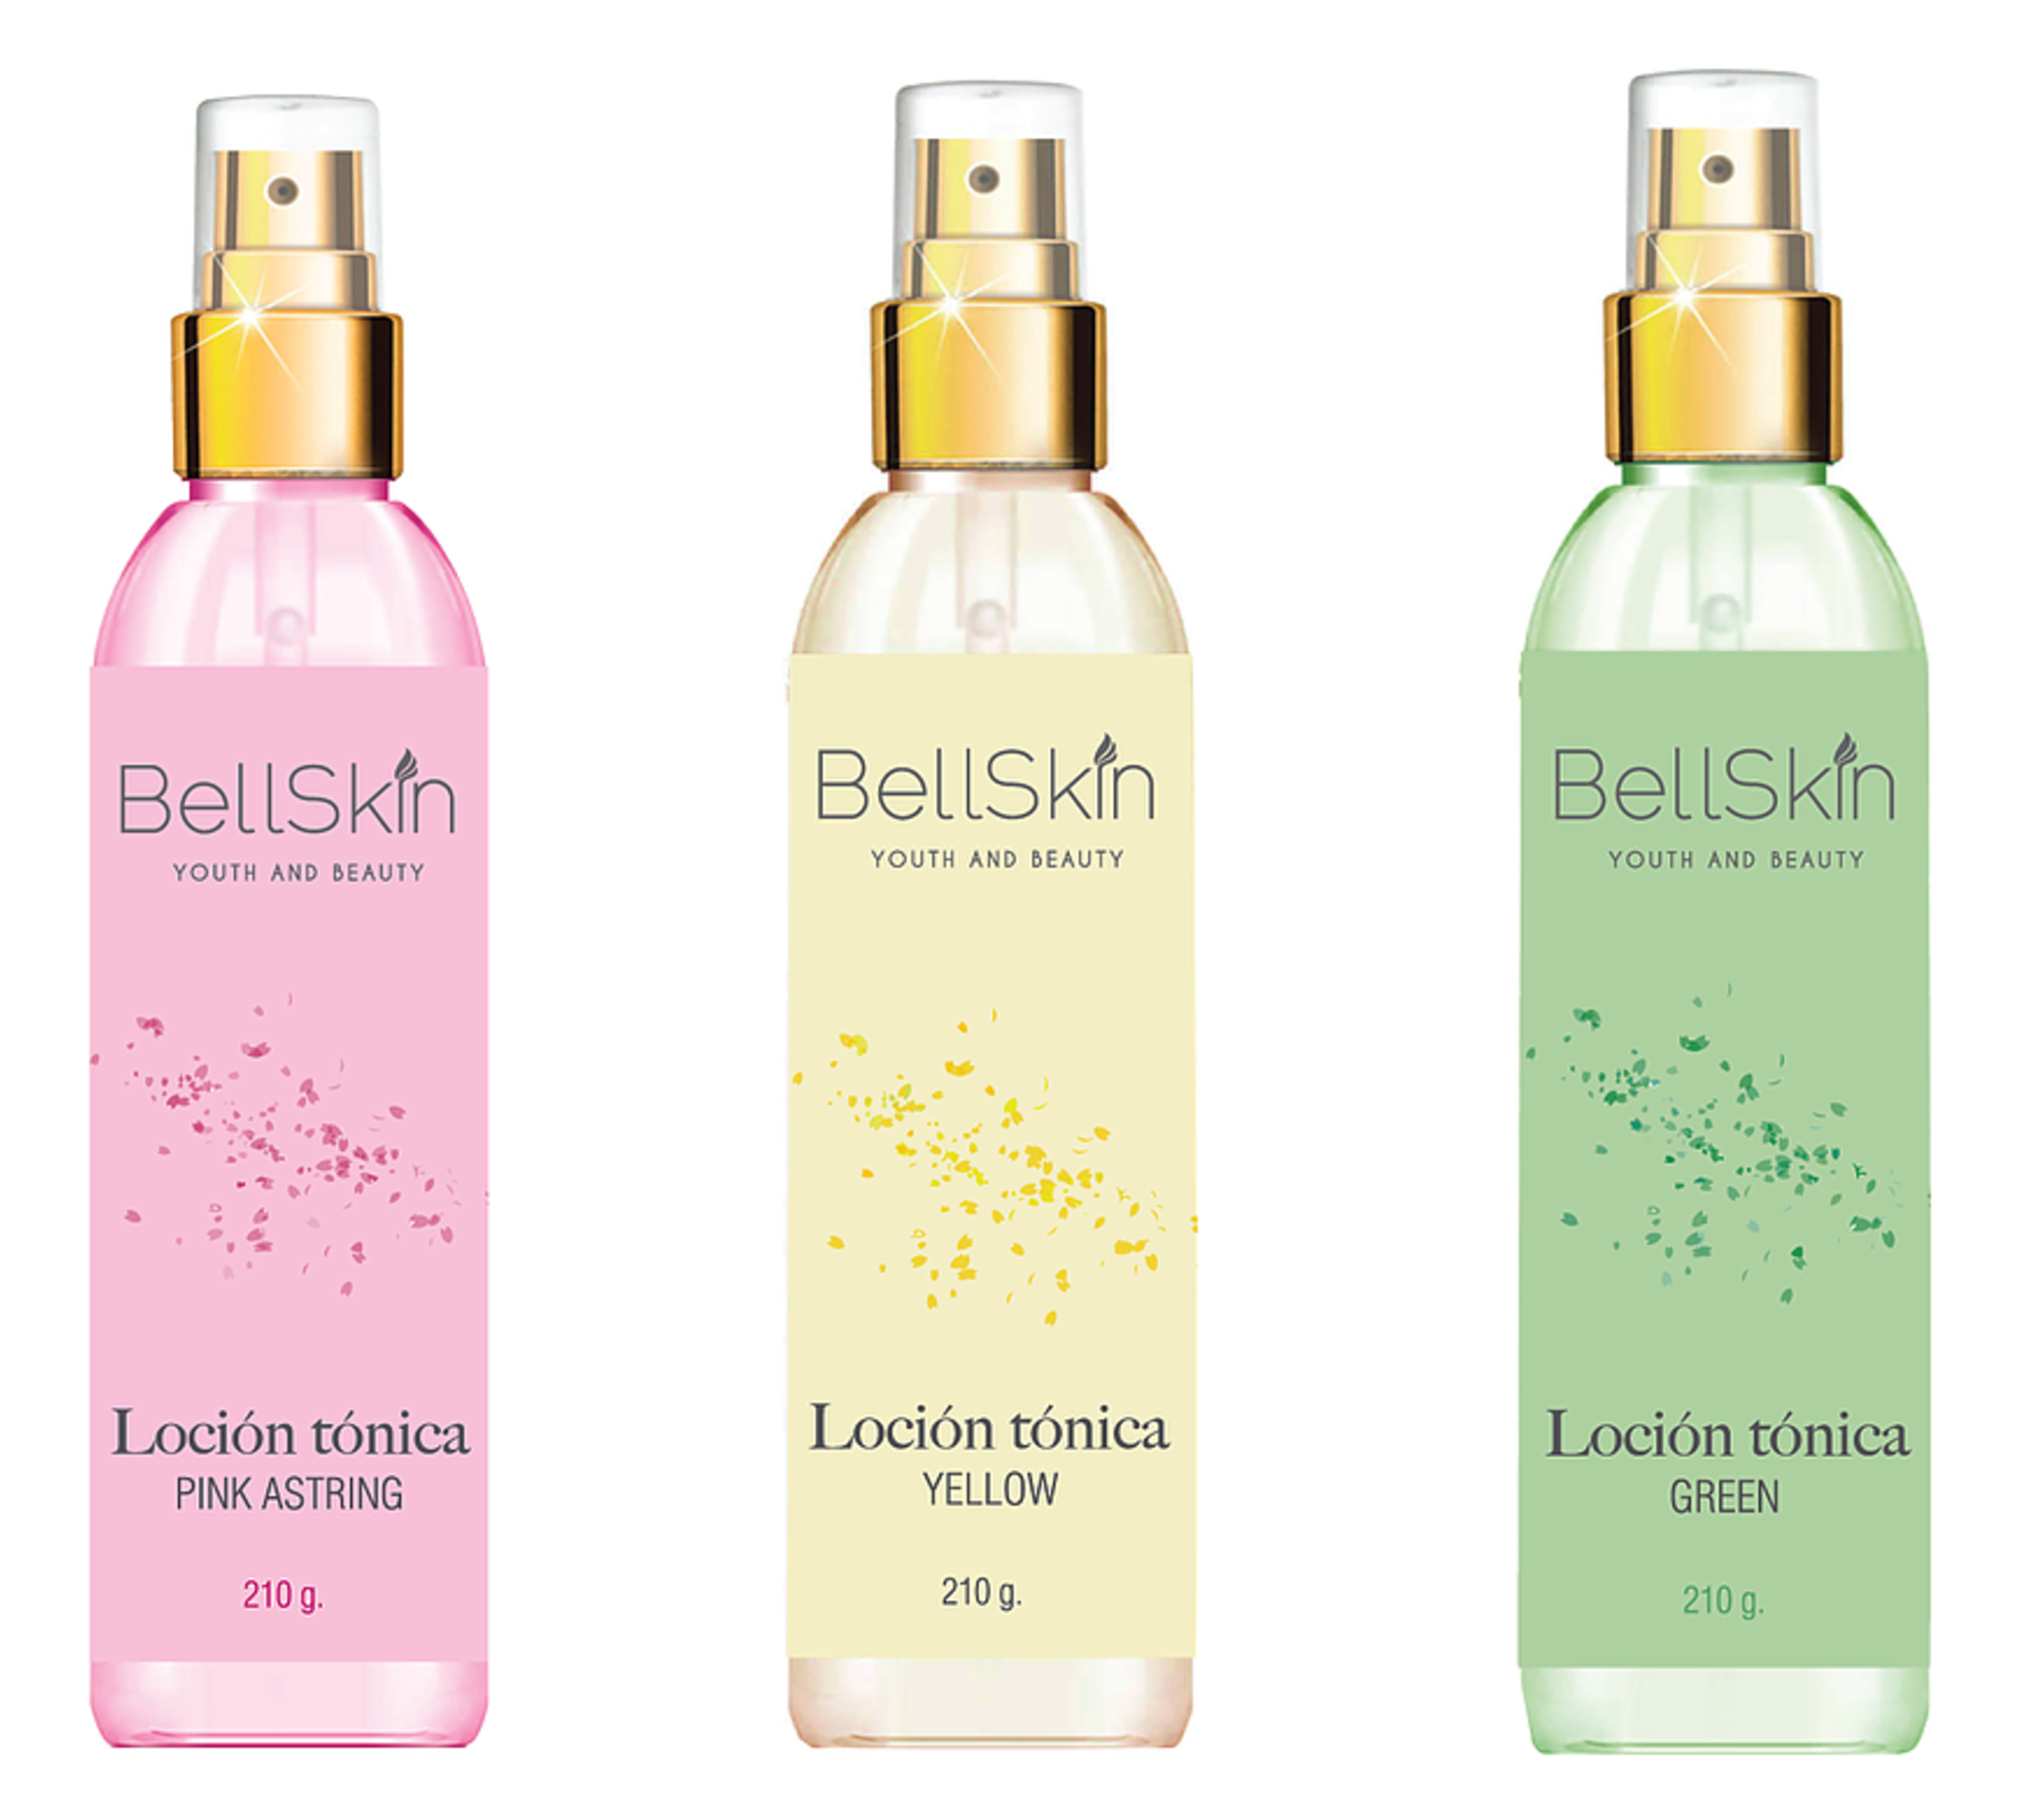 BellSkin
YOUTH AND BEAUTY
Loción tónica
PINK ASTRING
210 g.
BellSkin
YOUTH AND BEAUTY
Loción tónica
YELLOW
210 g.
BellSkin
YOUTH AND BEAUTY
Loción tónica
GREEN
210 g.